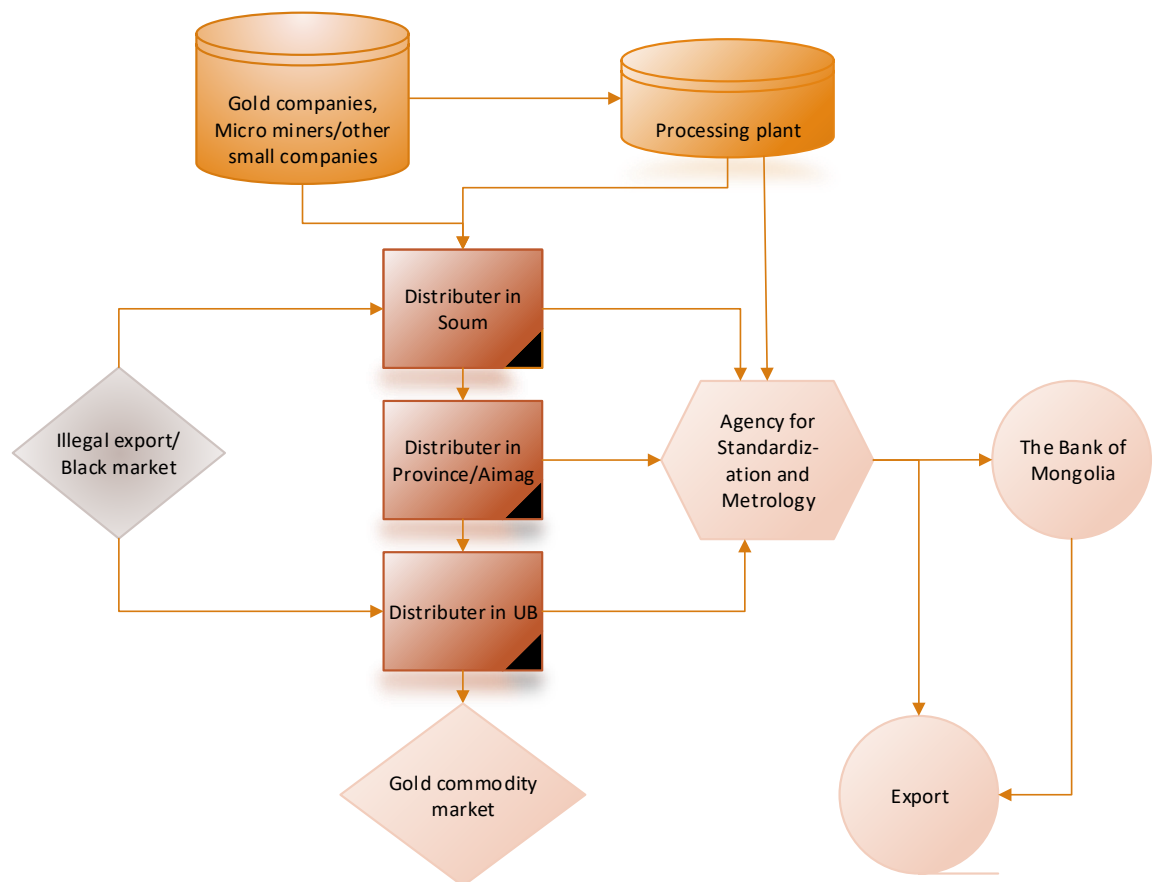 Gold companies,
Micro miners/other
small companies
Processing plant
Distributer in
Soum
Illegal export/
Black market
Distributer in
Province/Aimag
Agency for
Standardiz-
ation and
Metrology
The Bank of
Mongolia
Distributer in UB
Gold commodity
market
Export